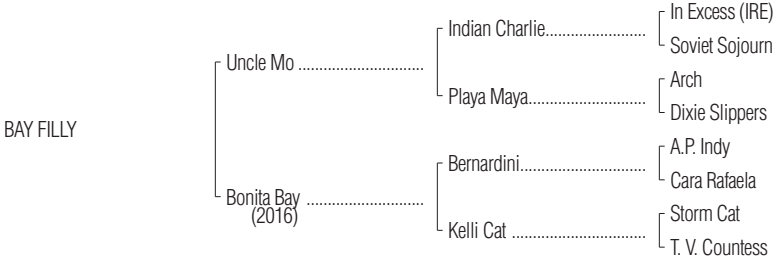 In Excess (IRE)
Indian Charlie..........................
Soviet Sojourn
Uncle Mo ................................
Arch
Playa Maya..............................
Dixie Slippers
BAY FILLY
A.P. Indy
Bernardini................................
Cara Rafaela
Bonita Bay ..............................
(2016)
Storm Cat
Kelli Cat ..................................
T. V. Countess